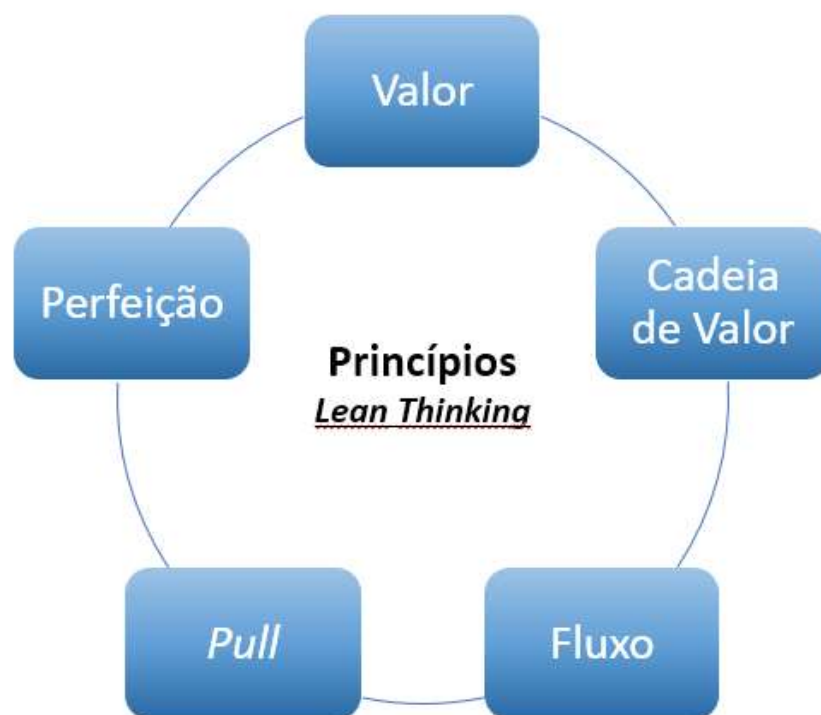 Valor
Cadeia
de Valor
Perfeição
Princípios
Lean Thinking
Pull
Fluxo